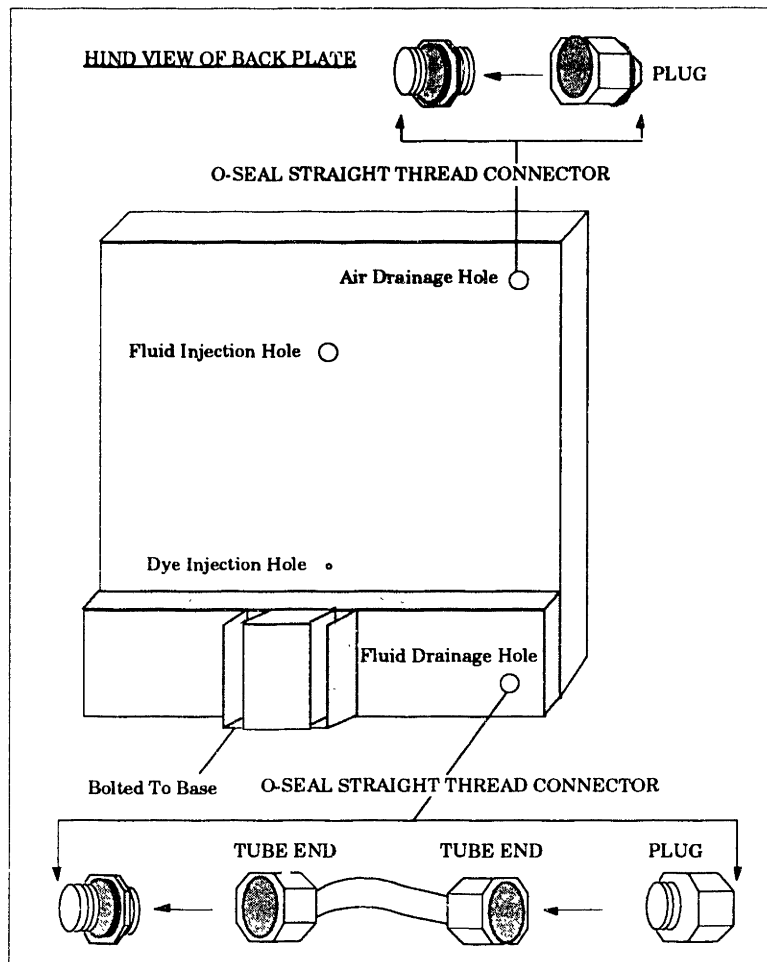 HIND VIEW OF BACK PLATE
PLUG
O-SEAL STRAIGHT THREAD CONNECTOR
Air Drainage Hole
Fluid Injection Hole
Dye Injection Hole
Fluid Drainage Hole
Bolted To Base
O-SEAL STRAIGHT THREAD CONNECTOR
TUBE END
TUBE END
PLUG